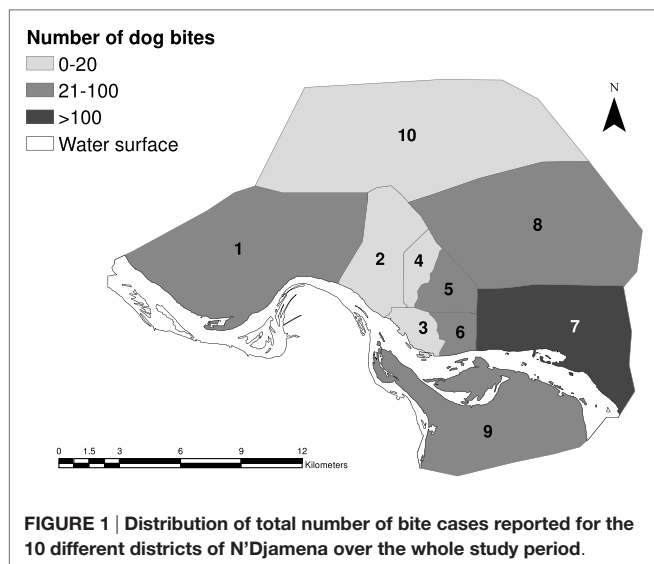 Number of dog bites
0-20
21-100
>100
Water surface
N
10
1
8
2
4
5
3
6
7
9
0 1.5 3 6 9 12
Kilometers
FIGURE 1 | Distribution of total number of bite cases reported for the
10 different districts of N’Djamena over the whole study period.